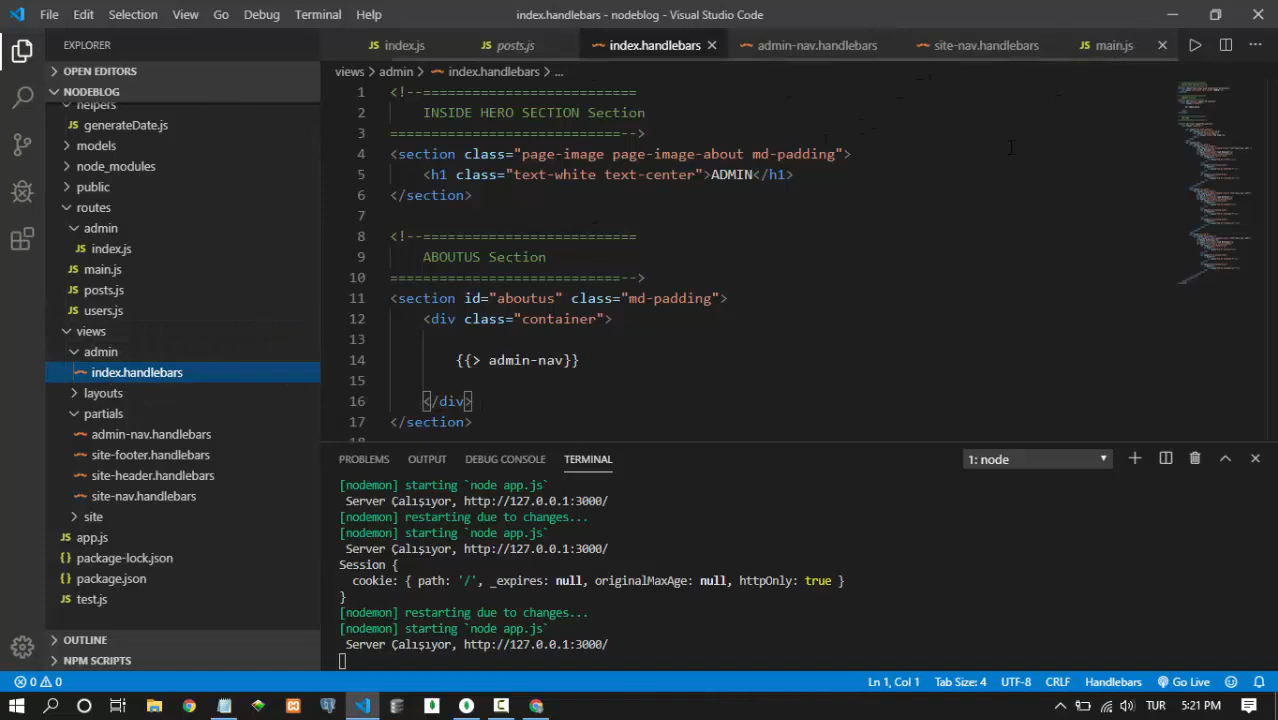 File Edit Selection View Go Debug Terminal Help index.handlebars - nodeblog - Visual Studio Code
EXPLORER
OPEN EDITORS
NODEBLOG
helpers
generateDate.js
models
node_modules
public
routes
admin
index.js
main.js
posts.js
users.js
views
admin
index.handlebars
layouts
partials
admin-nav.handlebars
site-footer.handlebars
site-header.handlebars
site-nav.handlebars
site
app.js
package-lock.json
package.json
test.js
OUTLINE
NPM SCRIPTS
index.js posts.js index.handlebars admin-nav.handlebars site-nav.handlebars main.js
views > admin > index.handlebars > ...
1 <!--==========================
2 INSIDE HERO SECTION Section
3 ============================-->
4 <section class="page-image page-image-about md-padding">
5 <h1 class="text-white text-center">ADMIN</h1>
6 </section>
7
8 <!--==========================
9 ABOUTUS Section
10 ============================-->
11 <section id="aboutus" class="md-padding">
12 <div class="container">
13
14 {{> admin-nav}}
15
16 </div>
17 </section>
18
PROBLEMS OUTPUT DEBUG CONSOLE TERMINAL 1: node
[nodemon] starting `node app.js`
Server Çalışıyor, http://127.0.0.1:3000/
[nodemon] restarting due to changes...
[nodemon] starting `node app.js`
Server Çalışıyor, http://127.0.0.1:3000/
Session {
cookie: { path: '/', _expires: null, originalMaxAge: null, httpOnly: true }
}
[nodemon] restarting due to changes...
[nodemon] starting `node app.js`
Server Çalışıyor, http://127.0.0.1:3000/
0 0 Ln 1, Col 1 Tab Size: 4 UTF-8 CRLF Handlebars Go Live
TUR 5:21 PM